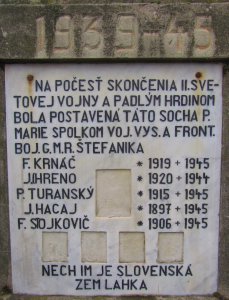 1939-45
NA POČESŤ SKONČENIA II. SVE-
TOVEJ VOJNY A PADLÝM HRDINOM
BOLA POSTAVENÁ TÁTO SOCHA P.
MARIE SPOLKOM VOJ. VYS. A FRONT.
BOJ. G. M. R. ŠTEFANIKA
F. KRNÁČ * 1919 + 1945
J. JHRENO * 1920 + 1944
P. TURANSKÝ * 1915 + 1945
J. HACAJ * 1897 + 1945
F. STOJKOVIČ * 1906 + 1945
NECH IM JE SLOVENSKÁ
ZEM LAHKA